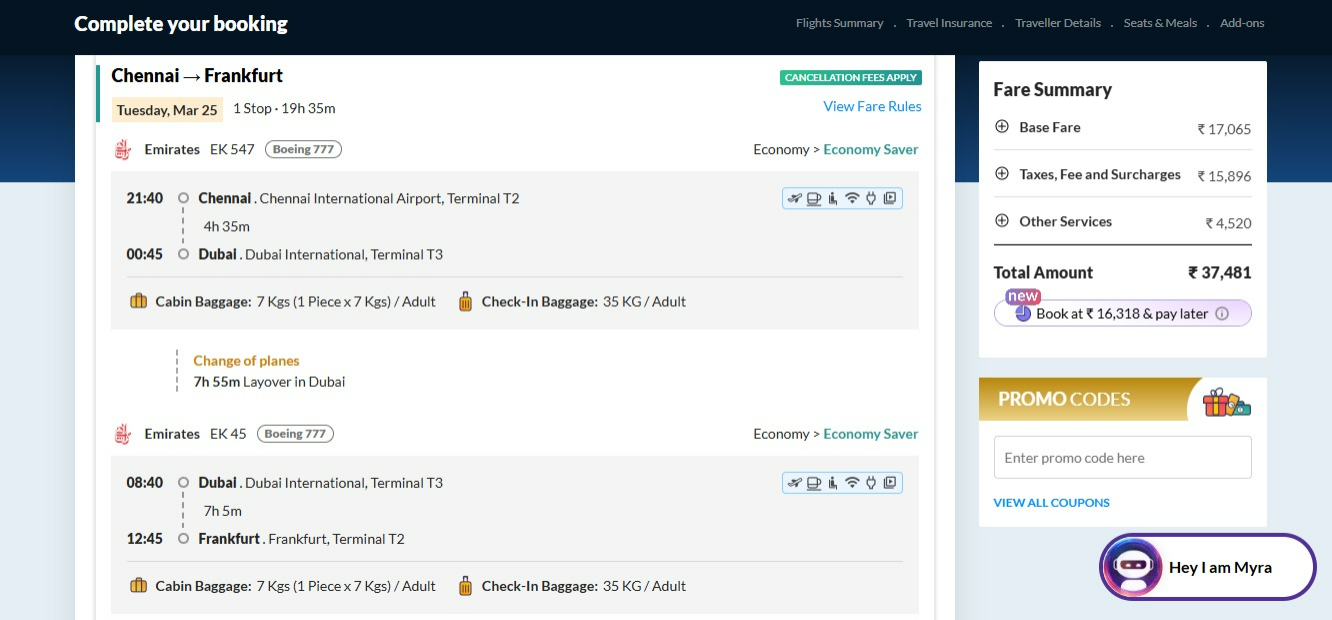 Complete your booking
Flights Summary . Travel Insurance . Traveller Details . Seats & Meals . Add-ons
Chennai → Frankfurt
CANCELLATION FEES APPLY
Tuesday, Mar 25 1 Stop · 19h 35m
View Fare Rules
Emirates EK 547 Boeing 777
Economy > Economy Saver
21:40 Chennai . Chennai International Airport, Terminal T2
4h 35m
00:45 Dubai . Dubai International, Terminal T3
Cabin Baggage: 7 Kgs (1 Piece x 7 Kgs) / Adult Check-In Baggage: 35 KG / Adult
Change of planes
7h 55m Layover in Dubai
Emirates EK 45 Boeing 777
Economy > Economy Saver
08:40 Dubai . Dubai International, Terminal T3
7h 5m
12:45 Frankfurt . Frankfurt, Terminal T2
Cabin Baggage: 7 Kgs (1 Piece x 7 Kgs) / Adult Check-In Baggage: 35 KG / Adult
Fare Summary
Base Fare ₹ 17,065
Taxes, Fee and Surcharges ₹ 15,896
Other Services ₹ 4,520
Total Amount ₹ 37,481
new
Book at ₹ 16,318 & pay later
PROMO CODES
Enter promo code here
VIEW ALL COUPONS
Hey I am Myra